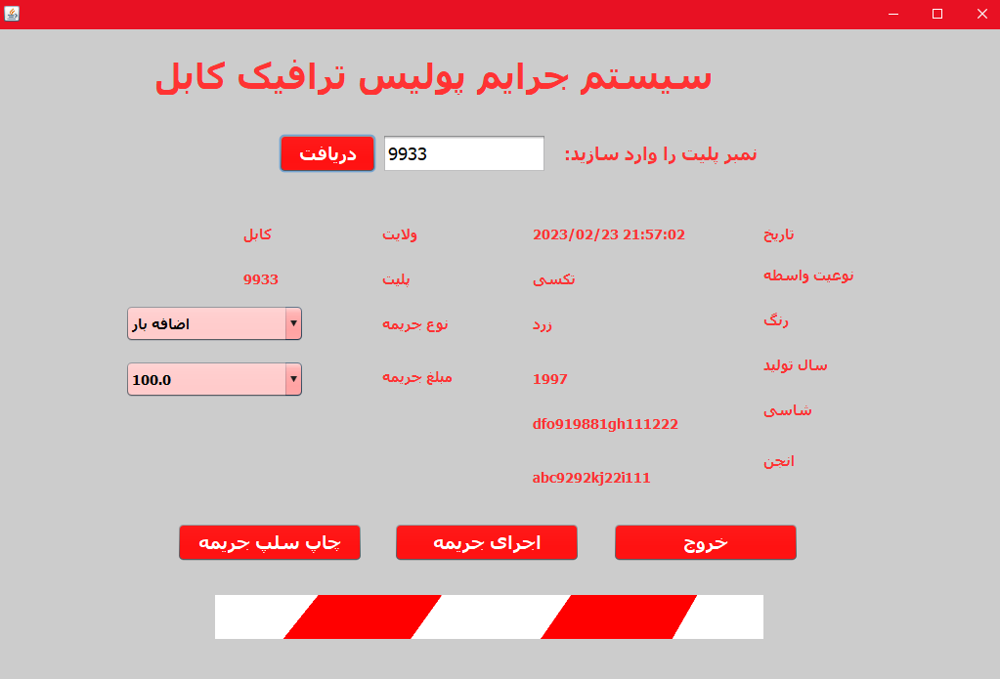 سیستم جرایم پولیس ترافیک کابل
نمبر پلیت را وارد سازید: 9933 دریافت
تاریخ 2023/02/23 21:57:02 ولایت کابل
نوعیت واسطه تکسی پلیت 9933
رنگ زرد نوع جریمه اضافه بار
سال تولید 1997 مبلغ جریمه 100.0
شاسی dfo919881gh111222
انجن abc9292kj22i111
خروج اجرای جریمه چاپ سلپ جریمه